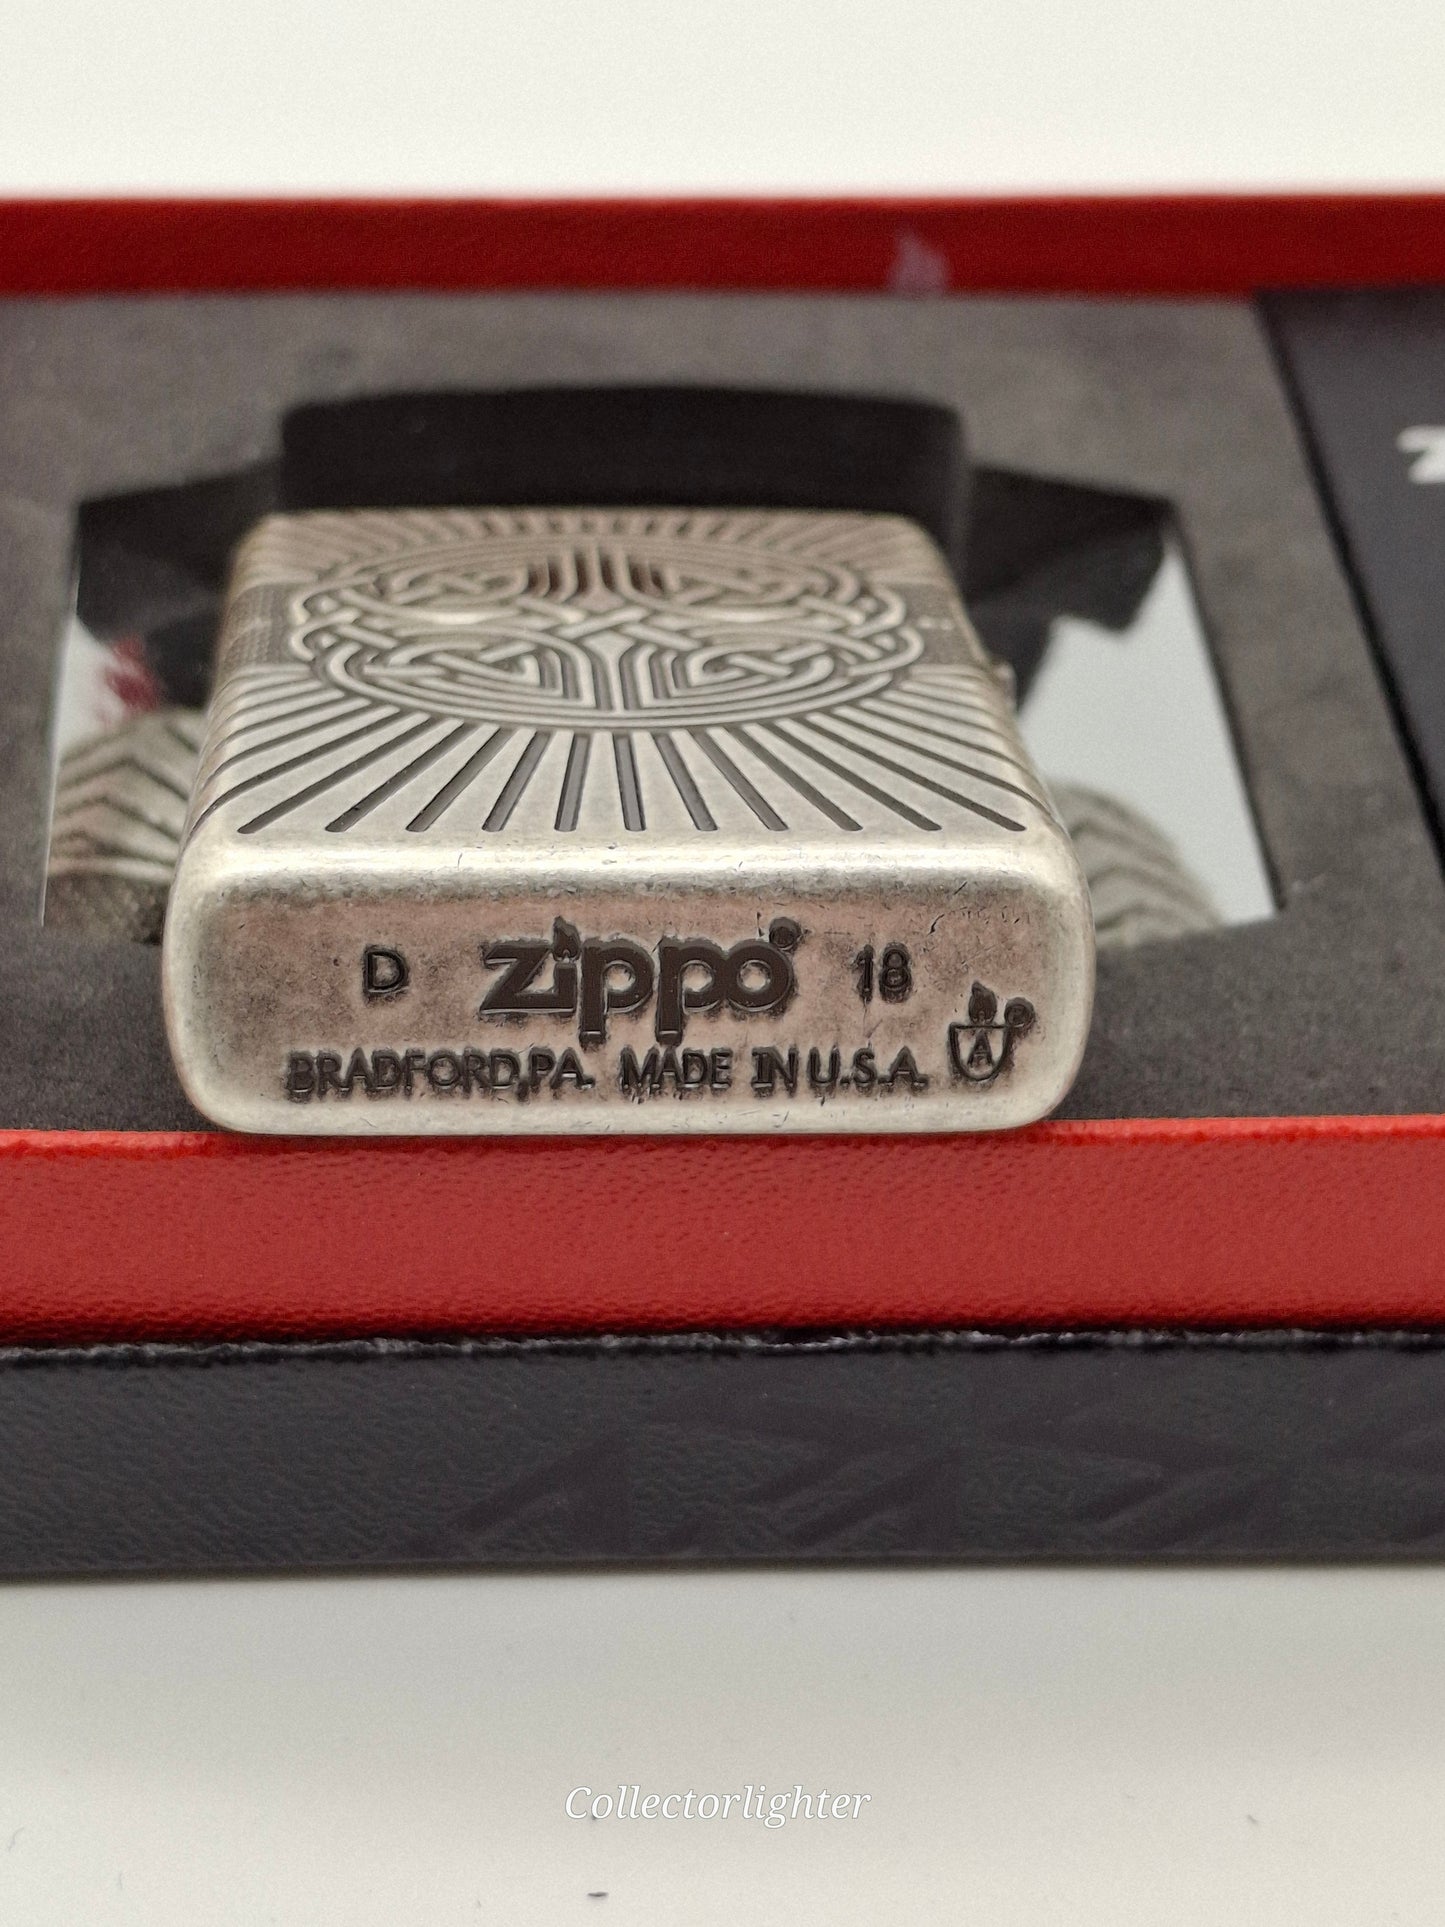 D zippo® 18
BRADFORD,PA. MADE IN U.S.A. A
Collectorlighter